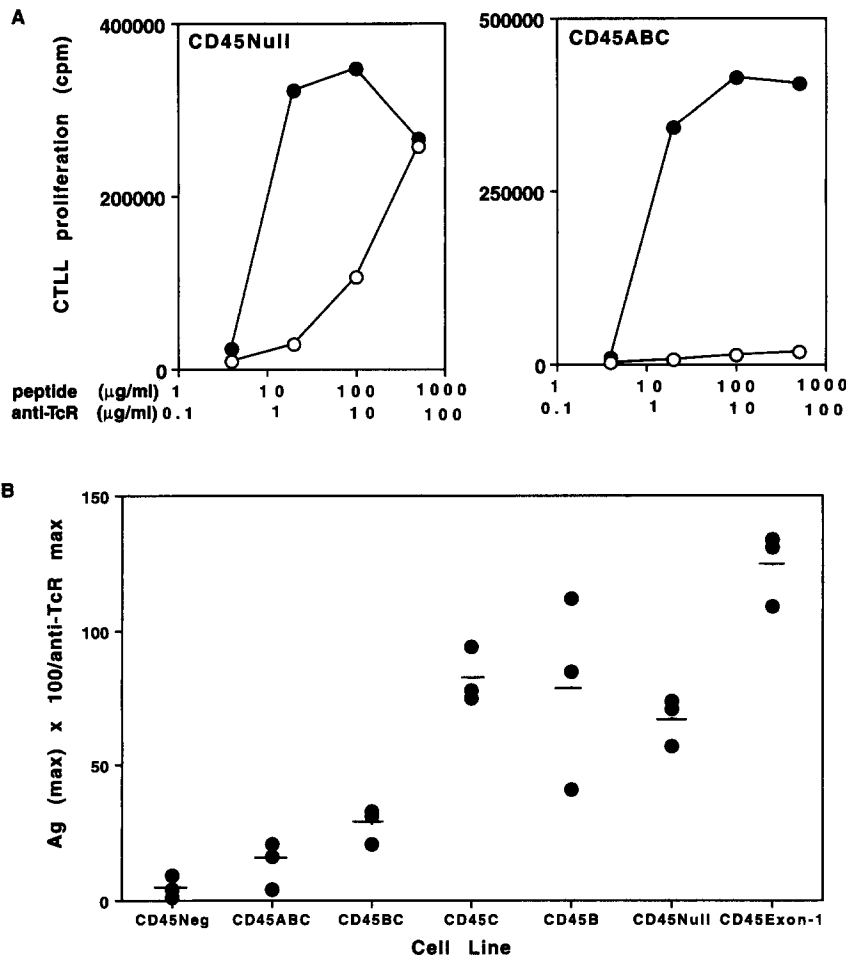 A
CD45Null
CD45ABC
CTLL proliferation (cpm)
400000
200000
0
500000
250000
0
peptide (μg/ml) 1 10 100 1000 1 10 100 1000
anti-TcR (μg/ml) 0.1 1 10 100 0.1 1 10 100
B
Ag (max) x 100/anti-TcR max
150
100
50
0
CD45Neg CD45ABC CD45BC CD45C CD45B CD45Null CD45Exon-1
Cell Line